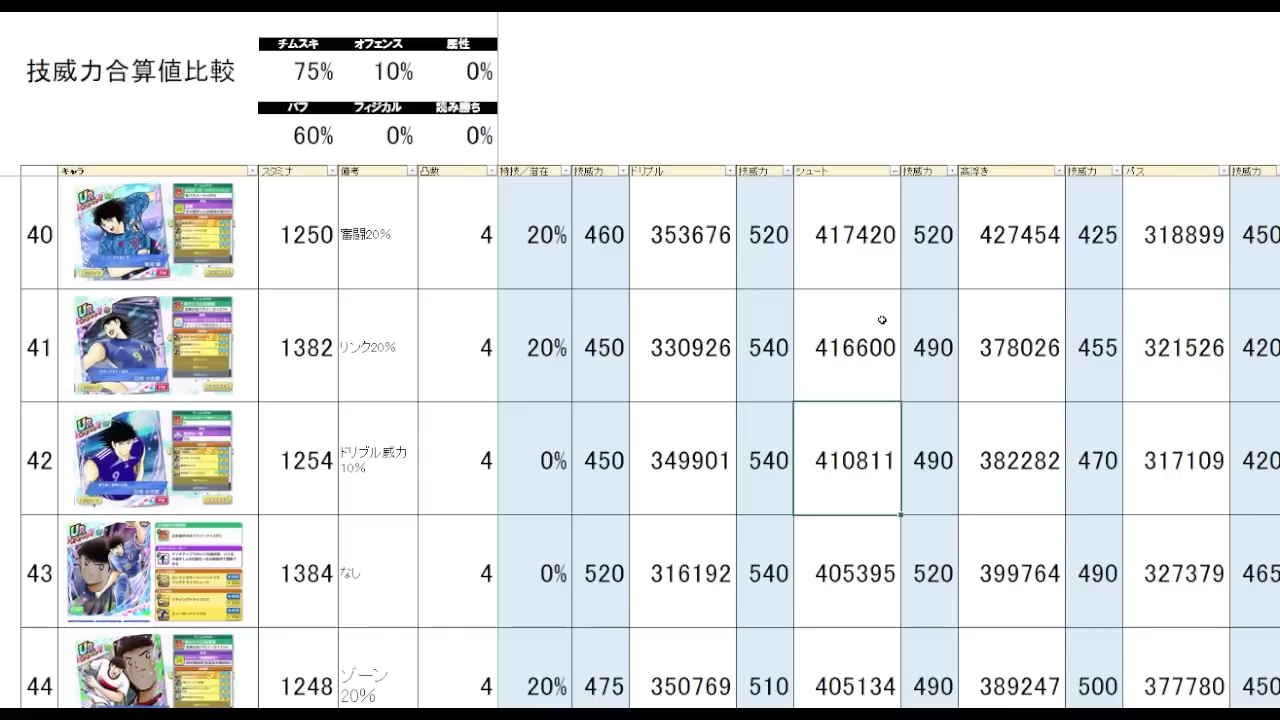 チムスキ オフェンス 属性
技威力合算値比較 75% 10% 0%
バフ フィジカル 読み勝ち
60% 0% 0%
キャラ スタミナ 備考 凸数 特技/潜在 技威力 ドリブル 技威力 シュート 技威力 高浮き 技威力 パス 技威力
40 1250 奮闘20% 4 20% 460 353676 520 417420 520 427454 425 318899 450
41 1382 リンク20% 4 20% 450 330926 540 416600 490 378026 455 321526 420
42 1254 ドリブル威力
10% 4 0% 450 349901 540 410811 490 382282 470 317109 420
43 1384 なし 4 0% 520 316192 540 405395 520 399764 490 327379 465
44 1248 ゾーン
20% 4 20% 475 350769 510 405134 490 389247 500 377780 450